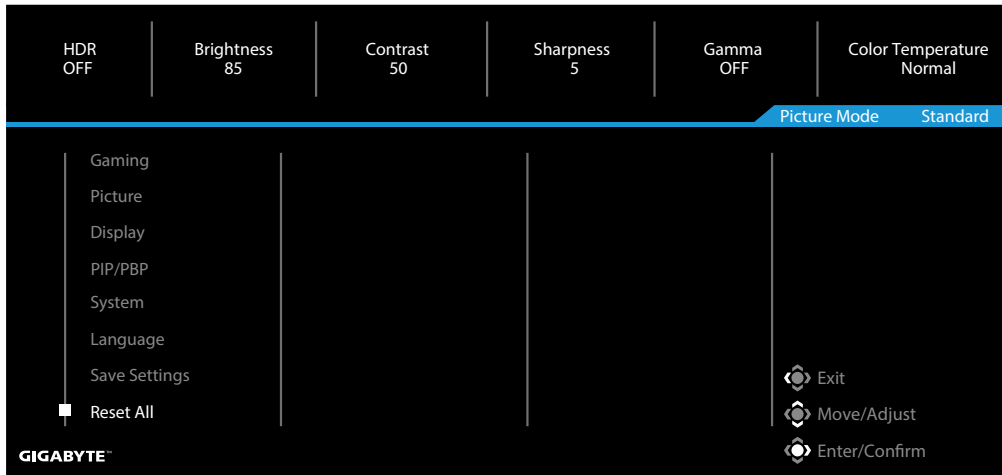 HDR
OFF
Brightness
85
Contrast
50
Sharpness
5
Gamma
OFF
Color Temperature
Normal
Picture Mode Standard
Gaming
Picture
Display
PIP/PBP
System
Language
Save Settings
Reset All
Exit
Move/Adjust
Enter/Confirm
GIGABYTE™